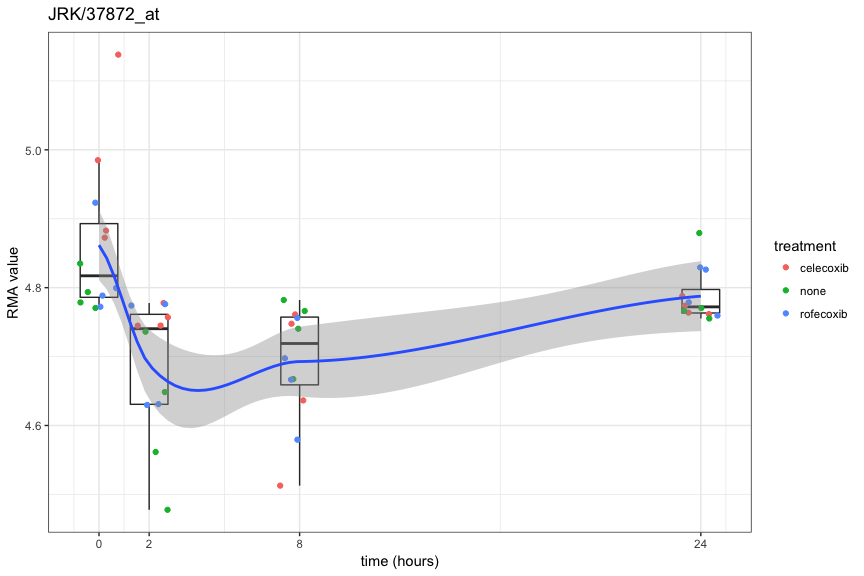 JRK/37872_at
RMA value
5.0
4.8
4.6
0 2 8 24
time (hours)
treatment
celecoxib
none
rofecoxib